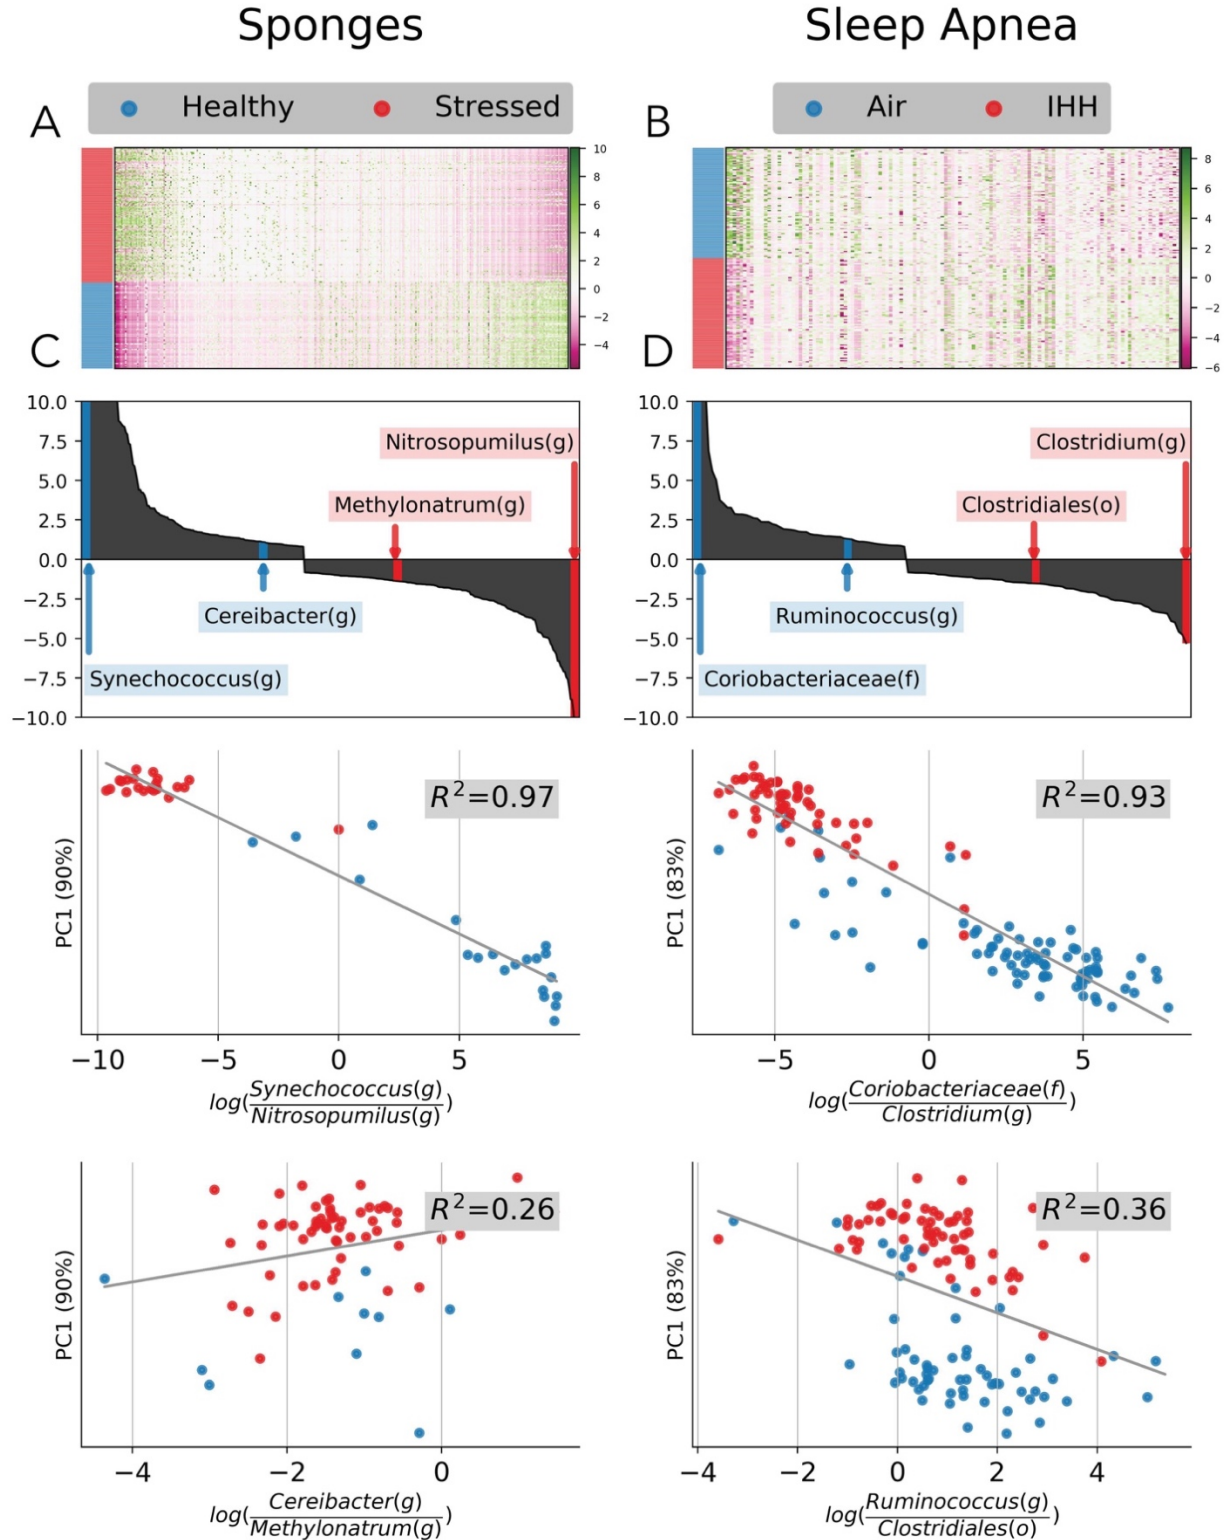 Sponges
Sleep Apnea
Healthy Stressed
Air IHH
A
B
10
8
6
4
2
0
−2
−4
8
6
4
2
0
−2
−4
−6
C
D
10.0
7.5
5.0
2.5
0.0
−2.5
−5.0
−7.5
−10.0
Nitrosopumilus(g)
Methylonatrum(g)
Cereibacter(g)
Synechococcus(g)
10.0
7.5
5.0
2.5
0.0
−2.5
−5.0
−7.5
−10.0
Clostridium(g)
Clostridiales(o)
Ruminococcus(g)
Coriobacteriaceae(f)
R²=0.97
PC1 (90%)
−10 −5 0 5
log(Synechococcus(g)/Nitrosopumilus(g))
R²=0.93
PC1 (83%)
−5 0 5
log(Coriobacteriaceae(f)/Clostridium(g))
R²=0.26
PC1 (90%)
−4 −2 0
log(Cereibacter(g)/Methylonatrum(g))
R²=0.36
PC1 (83%)
−4 −2 0 2 4
log(Ruminococcus(g)/Clostridiales(o))